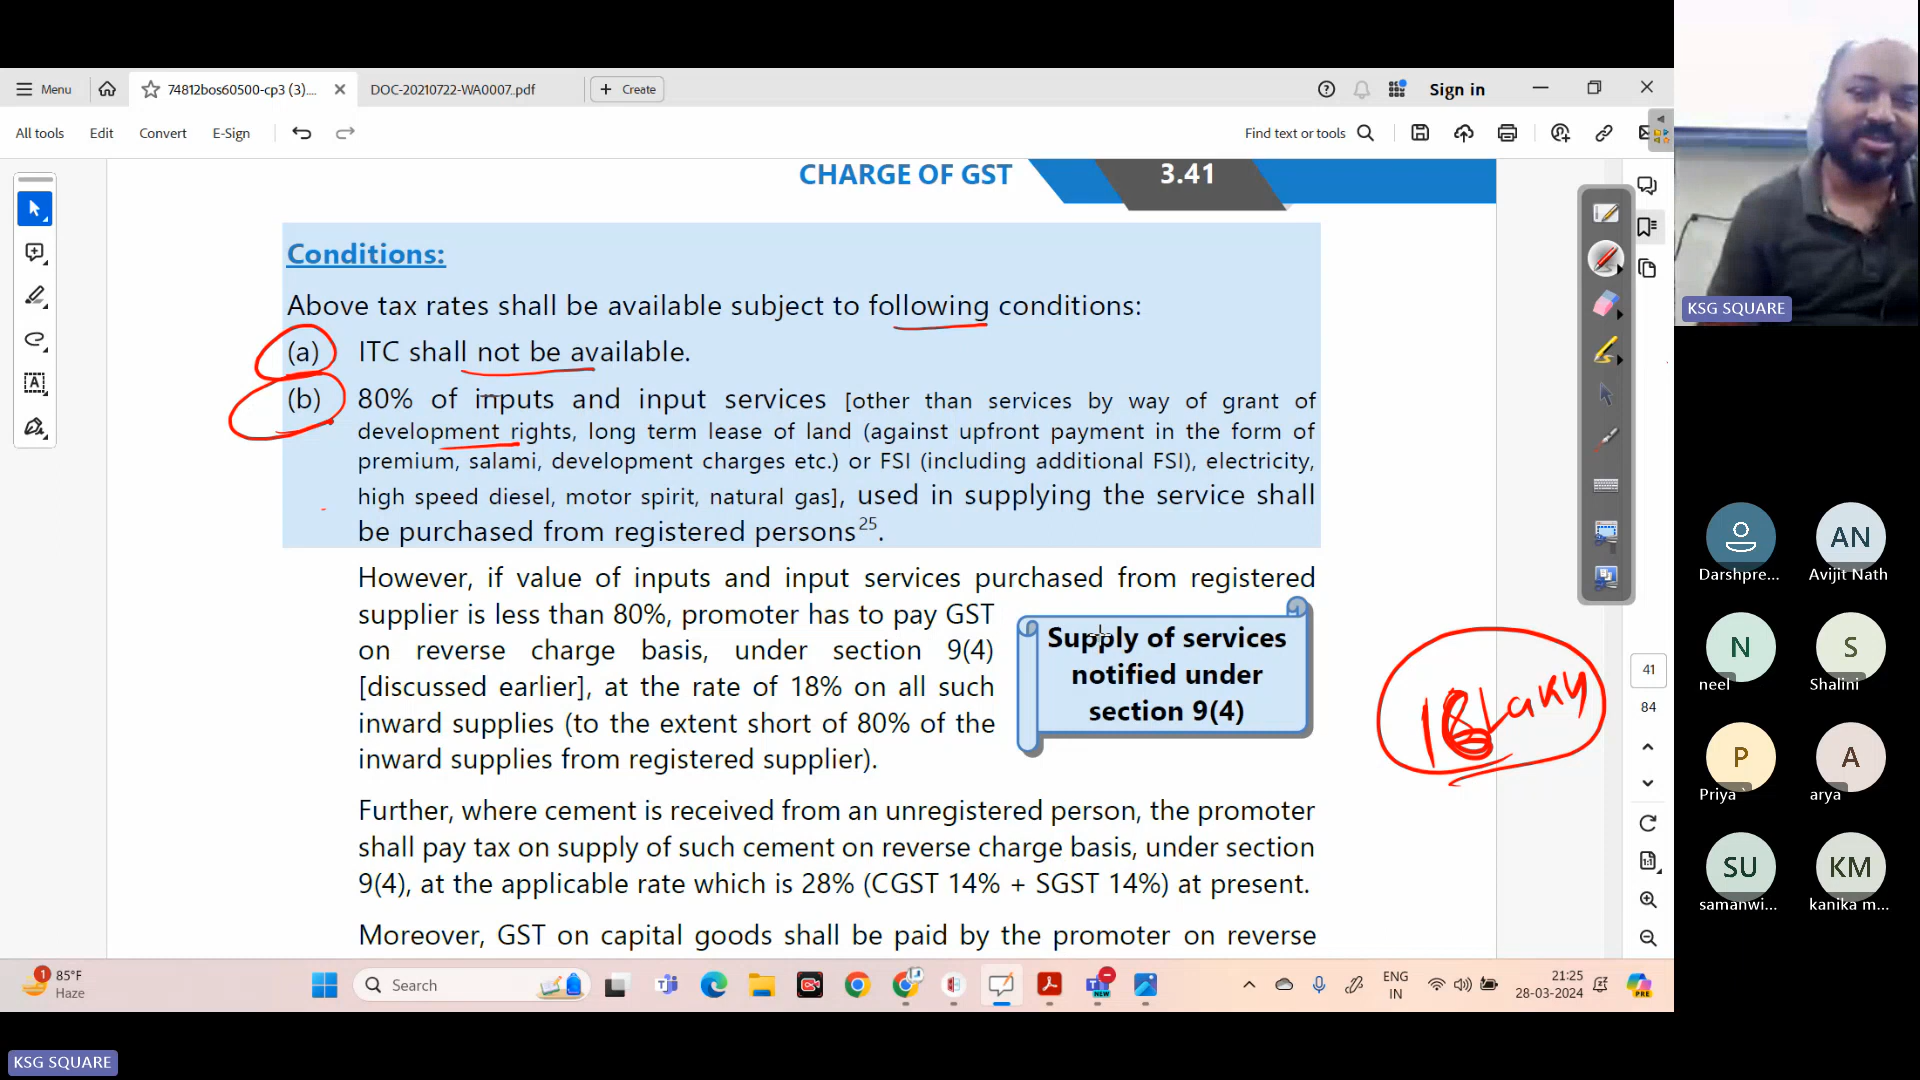 Menu
74812bos60500-cp3 (3)....
DOC-20210722-WA0007..pdf
Create
Sign in
All tools
Edit
Convert
E-Sign
Find text or tools
CHARGE OF GST
3.41
Conditions:
Above tax rates shall be available subject to following conditions:
(a) ITC shall not be available.
(b) 80% of inputs and input services [other than services by way of grant of
development rights, long term lease of land (against upfront payment in the form of
premium, salami, development charges etc.) or FSI (including additional FSI), electricity,
high speed diesel, motor spirit, natural gas], used in supplying the service shall
be purchased from registered persons25.
However, if value of inputs and input services purchased from registered
supplier is less than 80%, promoter has to pay GST
on reverse charge basis, under section 9(4)
[discussed earlier], at the rate of 18% on all such
inward supplies (to the extent short of 80% of the
inward supplies from registered supplier).
Supply of services
notified under
section 9(4)
Further, where cement is received from an unregistered person, the promoter
shall pay tax on supply of such cement on reverse charge basis, under section
9(4), at the applicable rate which is 28% (CGST 14% + SGST 14%) at present.
Moreover, GST on capital goods shall be paid by the promoter on reverse
41
84
KSG SQUARE
Darshpre...
AN
Avijit Nath
N
neel
S
Shalini
P
Priya `
A
arya
SU
samanwi...
KM
kanika m...
1
85°F
Haze
Search
NEW
ENG
IN
21:25
28-03-2024
PRE
KSG SQUARE